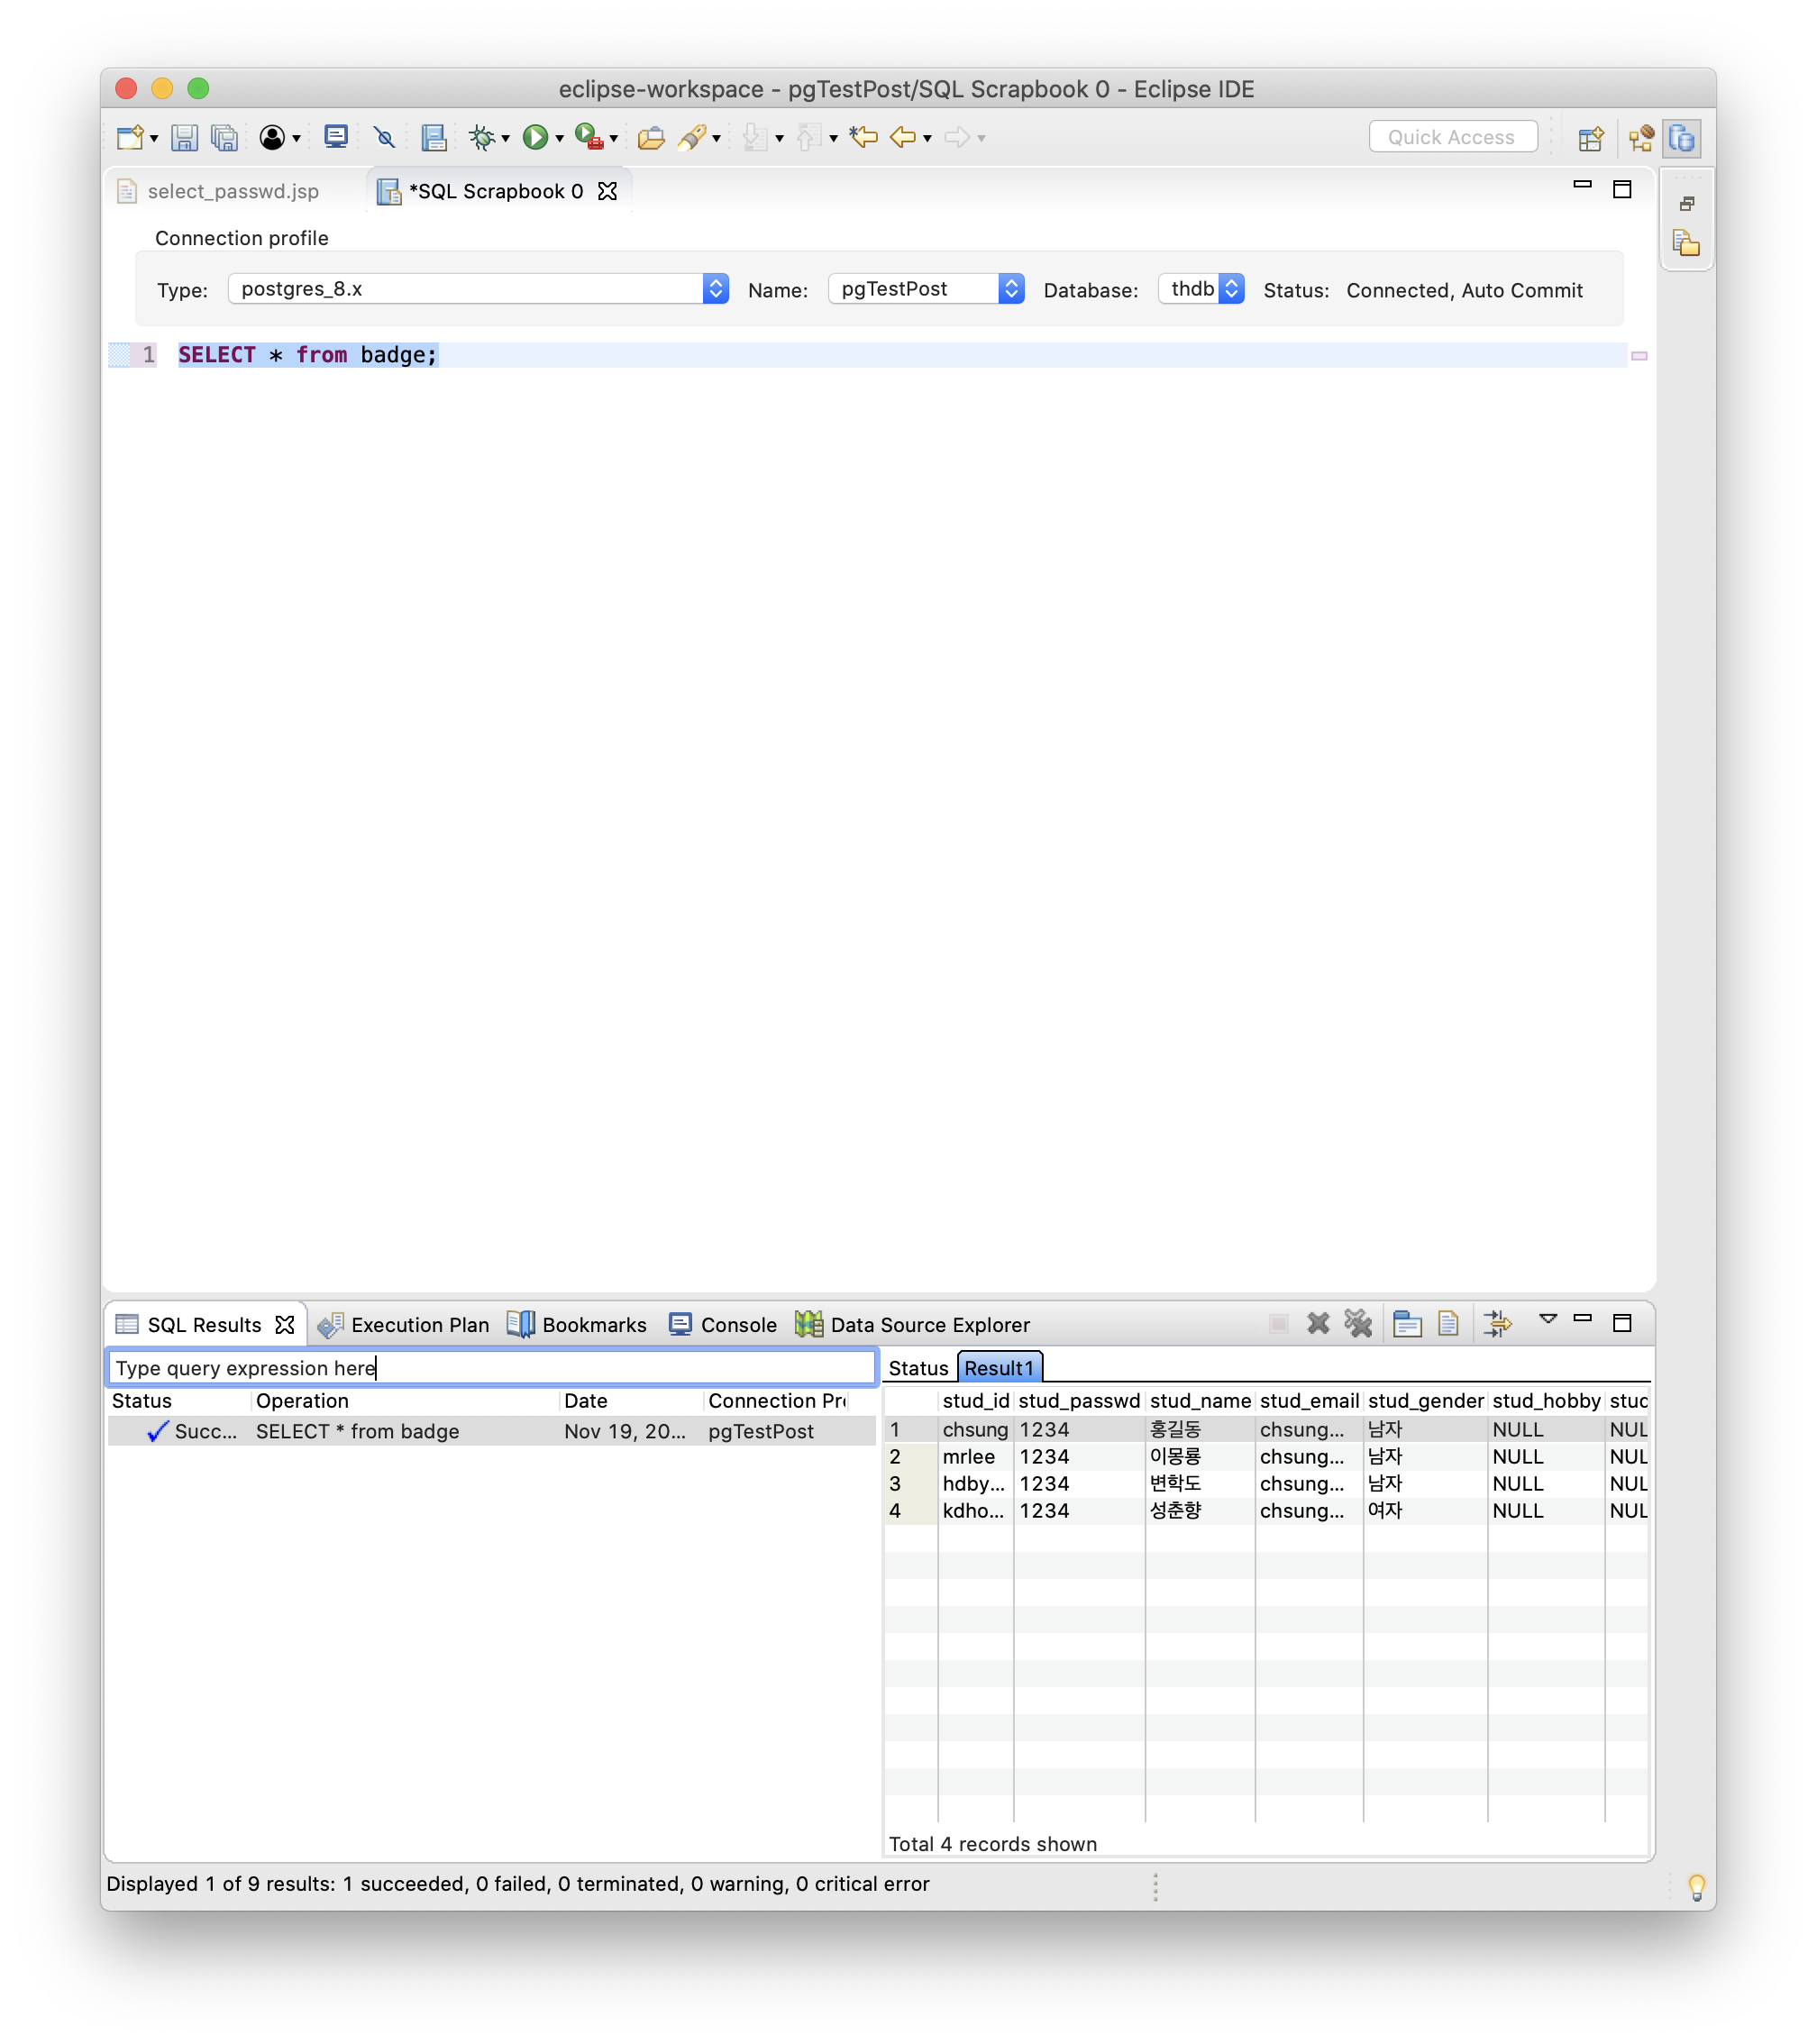 eclipse-workspace - pgTestPost/SQL Scrapbook 0 - Eclipse IDE
Quick Access
select_passwd.jsp
*SQL Scrapbook 0
Connection profile
Type: postgres_8.x Name: pgTestPost Database: thdb Status: Connected, Auto Commit
1 SELECT * from badge;
SQL Results Execution Plan Bookmarks Console Data Source Explorer
Type query expression here
Status Operation Date Connection Pr
Succ... SELECT * from badge Nov 19, 20... pgTestPost
Status Result1
stud_id stud_passwd stud_name stud_email stud_gender stud_hobby stud
1 chsung 1234 홍길동 chsung... 남자 NULL NUL
2 mrlee 1234 이몽룡 chsung... 남자 NULL NUL
3 hdby... 1234 변학도 chsung... 남자 NULL NUL
4 kdho... 1234 성춘향 chsung... 여자 NULL NUL
Total 4 records shown
Displayed 1 of 9 results: 1 succeeded, 0 failed, 0 terminated, 0 warning, 0 critical error